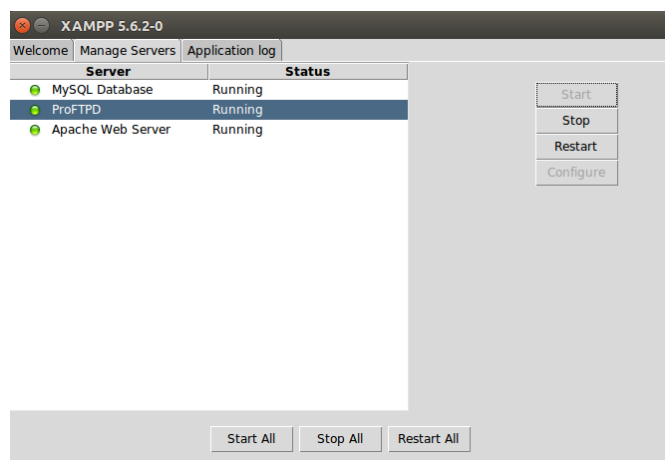 XAMPP 5.6.2-0
Welcome Manage Servers Application log
Server Status
MySQL Database Running
ProFTPD Running
Apache Web Server Running
Start
Stop
Restart
Configure
Start All Stop All Restart All